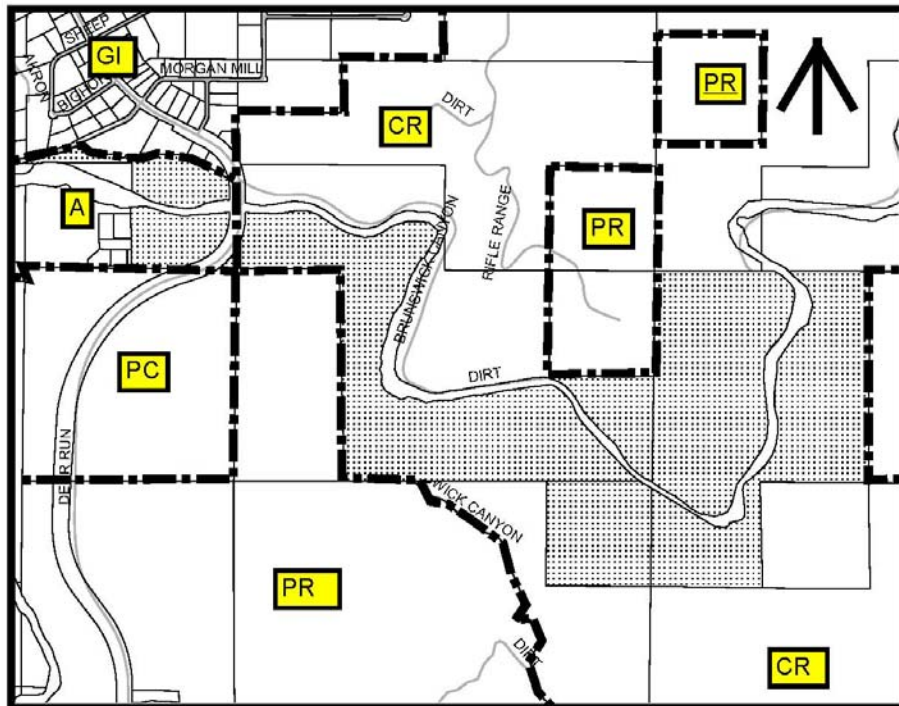 SHEEP
GI
AKRON
MORGAN MILL
BIGHORN
PR
DIRT
CR
A
PR
BRUNSWICK CANYON
RIFLE RANGE
PC
DIRT
DEER RUN
WICK CANYON
PR
DIRT
CR